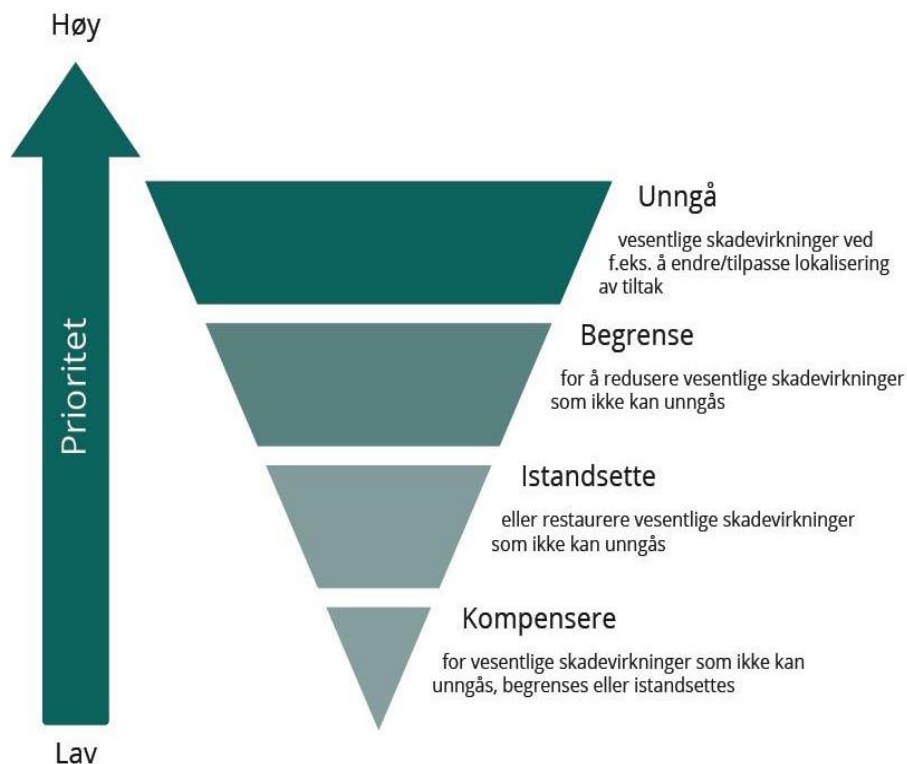 Høy
Prioritet
Unngå
vesentlige skadevirkninger ved
f.eks. å endre/tilpasse lokalisering
av tiltak
Begrense
for å redusere vesentlige skadevirkninger
som ikke kan unngås
Istandsette
eller restaurere vesentlige skadevirkninger
som ikke kan unngås
Kompensere
for vesentlige skadevirkninger som ikke kan
unngås, begrenses eller istandsettes
Lav